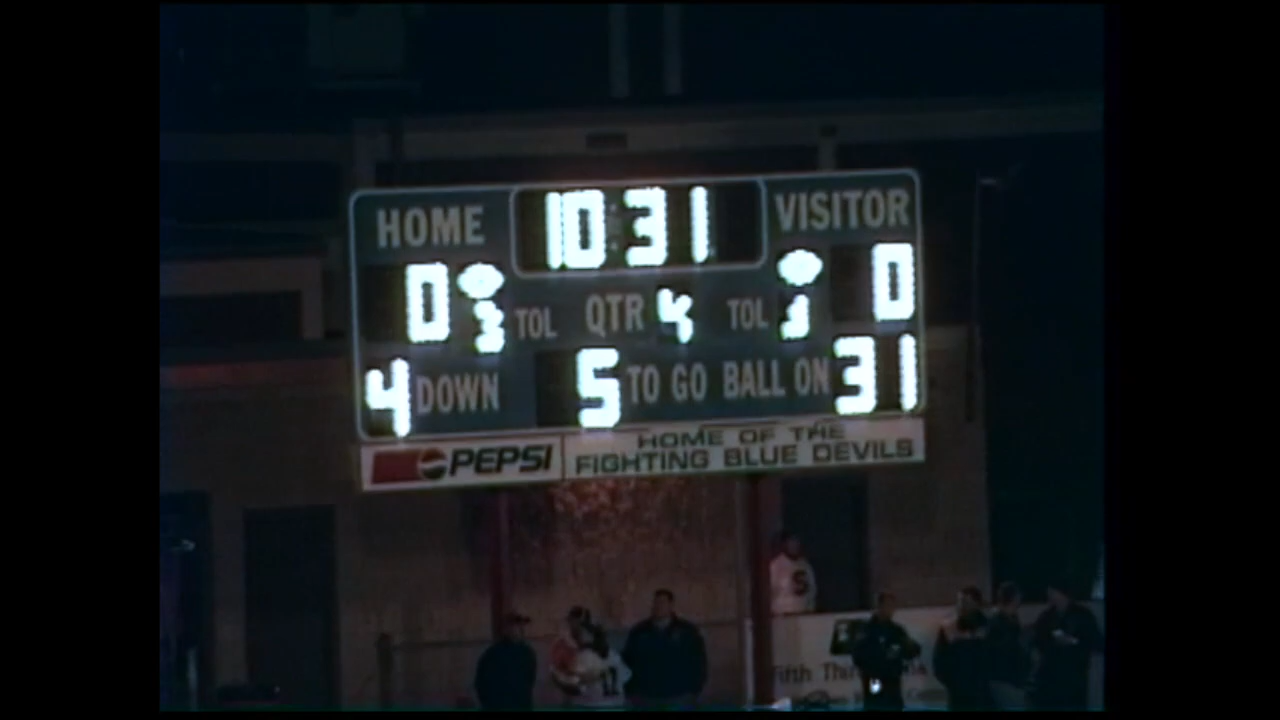 HOME 10:31 VISITOR
0 3 TOL QTR 4 TOL 0
4 DOWN 5 TO GO BALL ON 31
PEPSI
HOME OF THE
FIGHTING BLUE DEVILS
S
Fifth